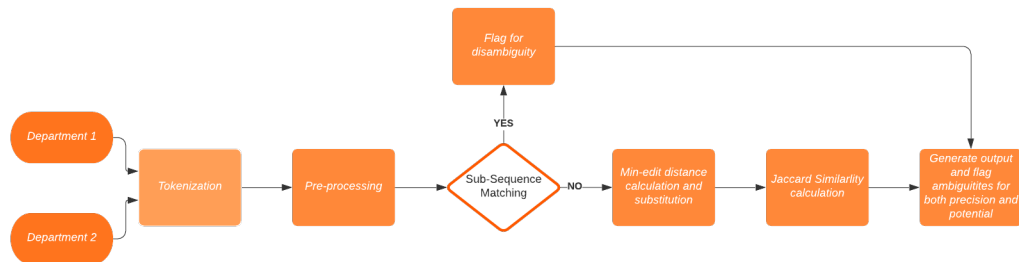 Flag for
disambiguity
YES
Department 1
Tokenization
Pre-processing
Sub-Sequence
Matching
NO
Min-edit distance
calculation and
substitution
Jaccard Similarlity
calculation
Generate output
and flag
ambiguitites for
both precision and
potential
Department 2